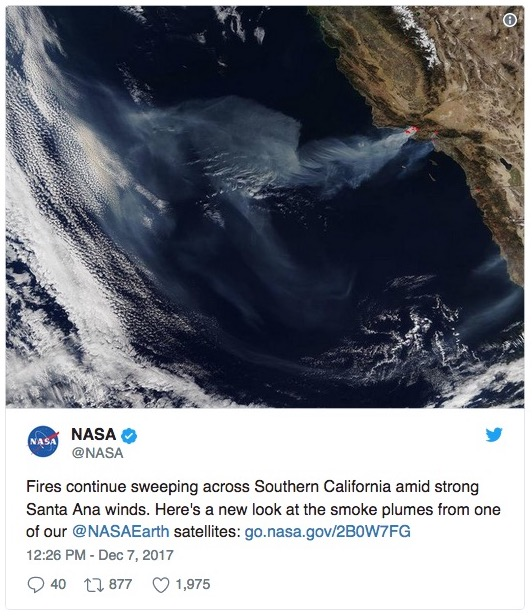 NASA
NASA
@NASA
Fires continue sweeping across Southern California amid strong
Santa Ana winds. Here's a new look at the smoke plumes from one
of our @NASAEarth satellites: go.nasa.gov/2B0W7FG
12:26 PM - Dec 7, 2017
40 877 1,975